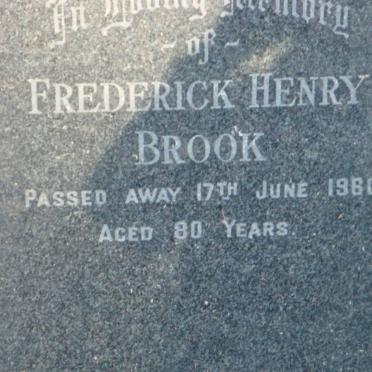 In Loving Memory
- of -
FREDERICK HENRY
BROOK
PASSED AWAY 17TH JUNE
AGED 80 YEARS.